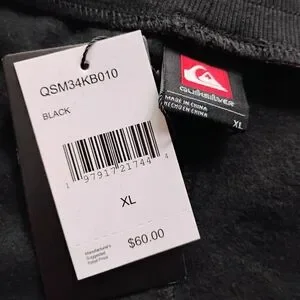 QSM34KB010
BLACK
1 97917 21744 4
XL
Manufacturer's
Suggested
Retail Price
$60.00
QUIKSILVER
MADE IN CHINA
HECHO EN CHINA
XL